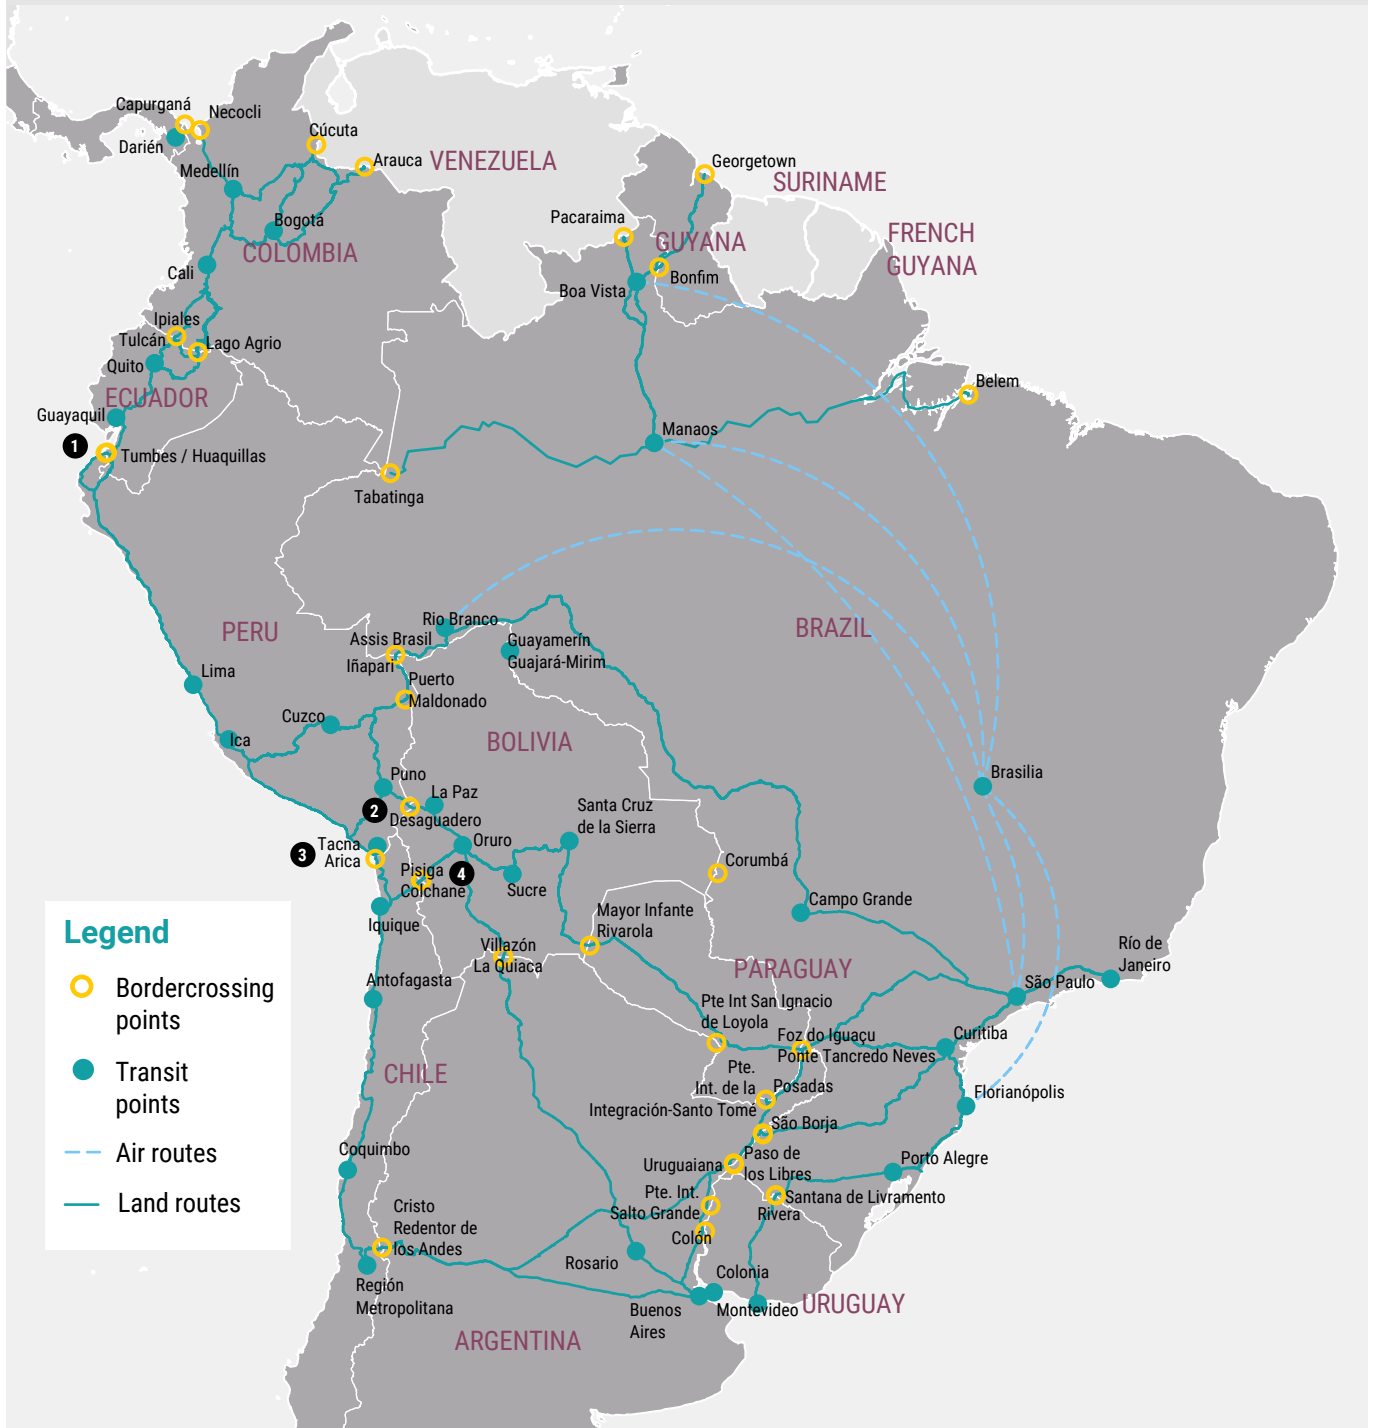 Capurganá
Necocli
Darién
Cúcuta
Arauca
VENEZUELA
Medellín
Georgetown
SURINAME
Pacaraima
Bogotá
COLOMBIA
GUYANA
FRENCH
GUYANA
Cali
Bonfim
Boa Vista
Ipiales
Tulcán
Lago Agrio
Quito
ECUADOR
Belem
Guayaquil
1
Tumbes / Huaquillas
Manaos
Tabatinga
PERU
Rio Branco
BRAZIL
Assis Brasil
Iñapari
Guayamerín
Guajará-Mirim
Lima
Puerto
Maldonado
Cuzco
Ica
BOLIVIA
Puno
La Paz
2
Desaguadero
Brasilia
Santa Cruz
de la Sierra
3
Tacna
Arica
Oruro
Pisiga
Colchane
4
Sucre
Corumbá
Iquique
Mayor Infante
Rivarola
Campo Grande
Villazón
La Quiaca
Antofagasta
PARAGUAY
Río de
Janeiro
São Paulo
Pte Int San Ignacio
de Loyola
Foz do Iguaçu
Ponte Tancredo Neves
Curitiba
CHILE
Pte.
Int. de la
Integración-Santo Tomé
Posadas
Florianópolis
São Borja
Coquimbo
Uruguaiana
Paso de
los Libres
Porto Alegre
Pte. Int.
Salto Grande
Santana de Livramento
Rivera
Cristo
Redentor de
los Andes
Colón
Rosario
Colonia
Región
Metropolitana
Buenos
Aires
Montevideo
URUGUAY
ARGENTINA
Legend
Bordercrossing
points
Transit
points
Air routes
Land routes